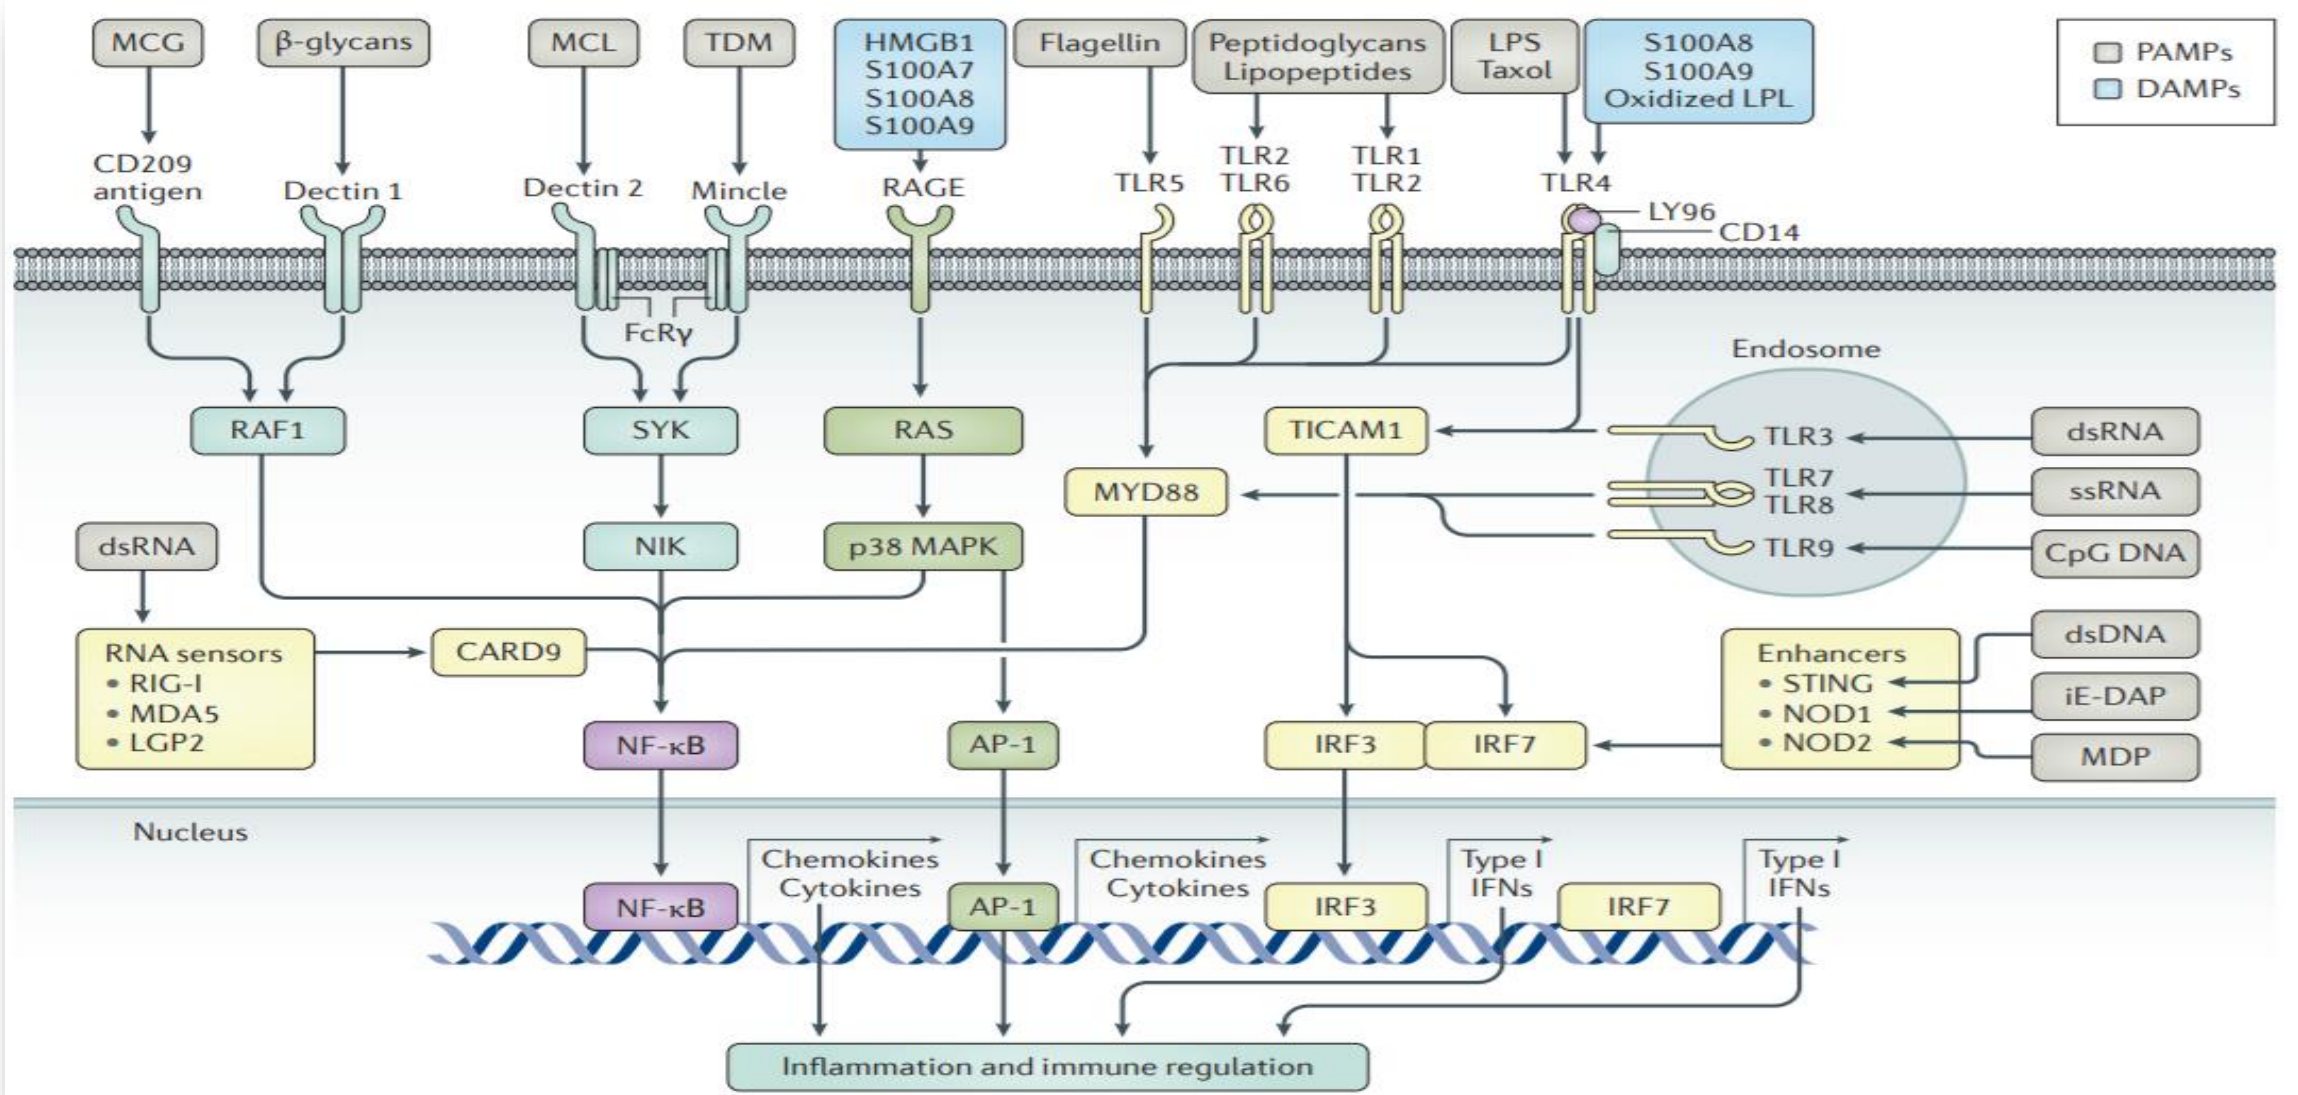 MCG
β-glycans
MCL
TDM
HMGB1
S100A7
S100A8
S100A9
Flagellin
Peptidoglycans
Lipopeptides
LPS
Taxol
S100A8
S100A9
Oxidized LPL
PAMPs
DAMPs
CD209
antigen
Dectin 1
Dectin 2
Mincle
RAGE
TLR5
TLR2
TLR6
TLR1
TLR2
TLR4
LY96
CD14
FcRγ
Endosome
RAF1
SYK
RAS
TICAM1
TLR3
dsRNA
MYD88
TLR7
TLR8
ssRNA
dsRNA
NIK
p38 MAPK
TLR9
CpG DNA
RNA sensors
• RIG-I
• MDA5
• LGP2
CARD9
Enhancers
• STING
• NOD1
• NOD2
dsDNA
iE-DAP
MDP
NF-κB
AP-1
IRF3
IRF7
Nucleus
NF-κB
Chemokines
Cytokines
AP-1
Chemokines
Cytokines
IRF3
Type I
IFNs
IRF7
Type I
IFNs
Inflammation and immune regulation